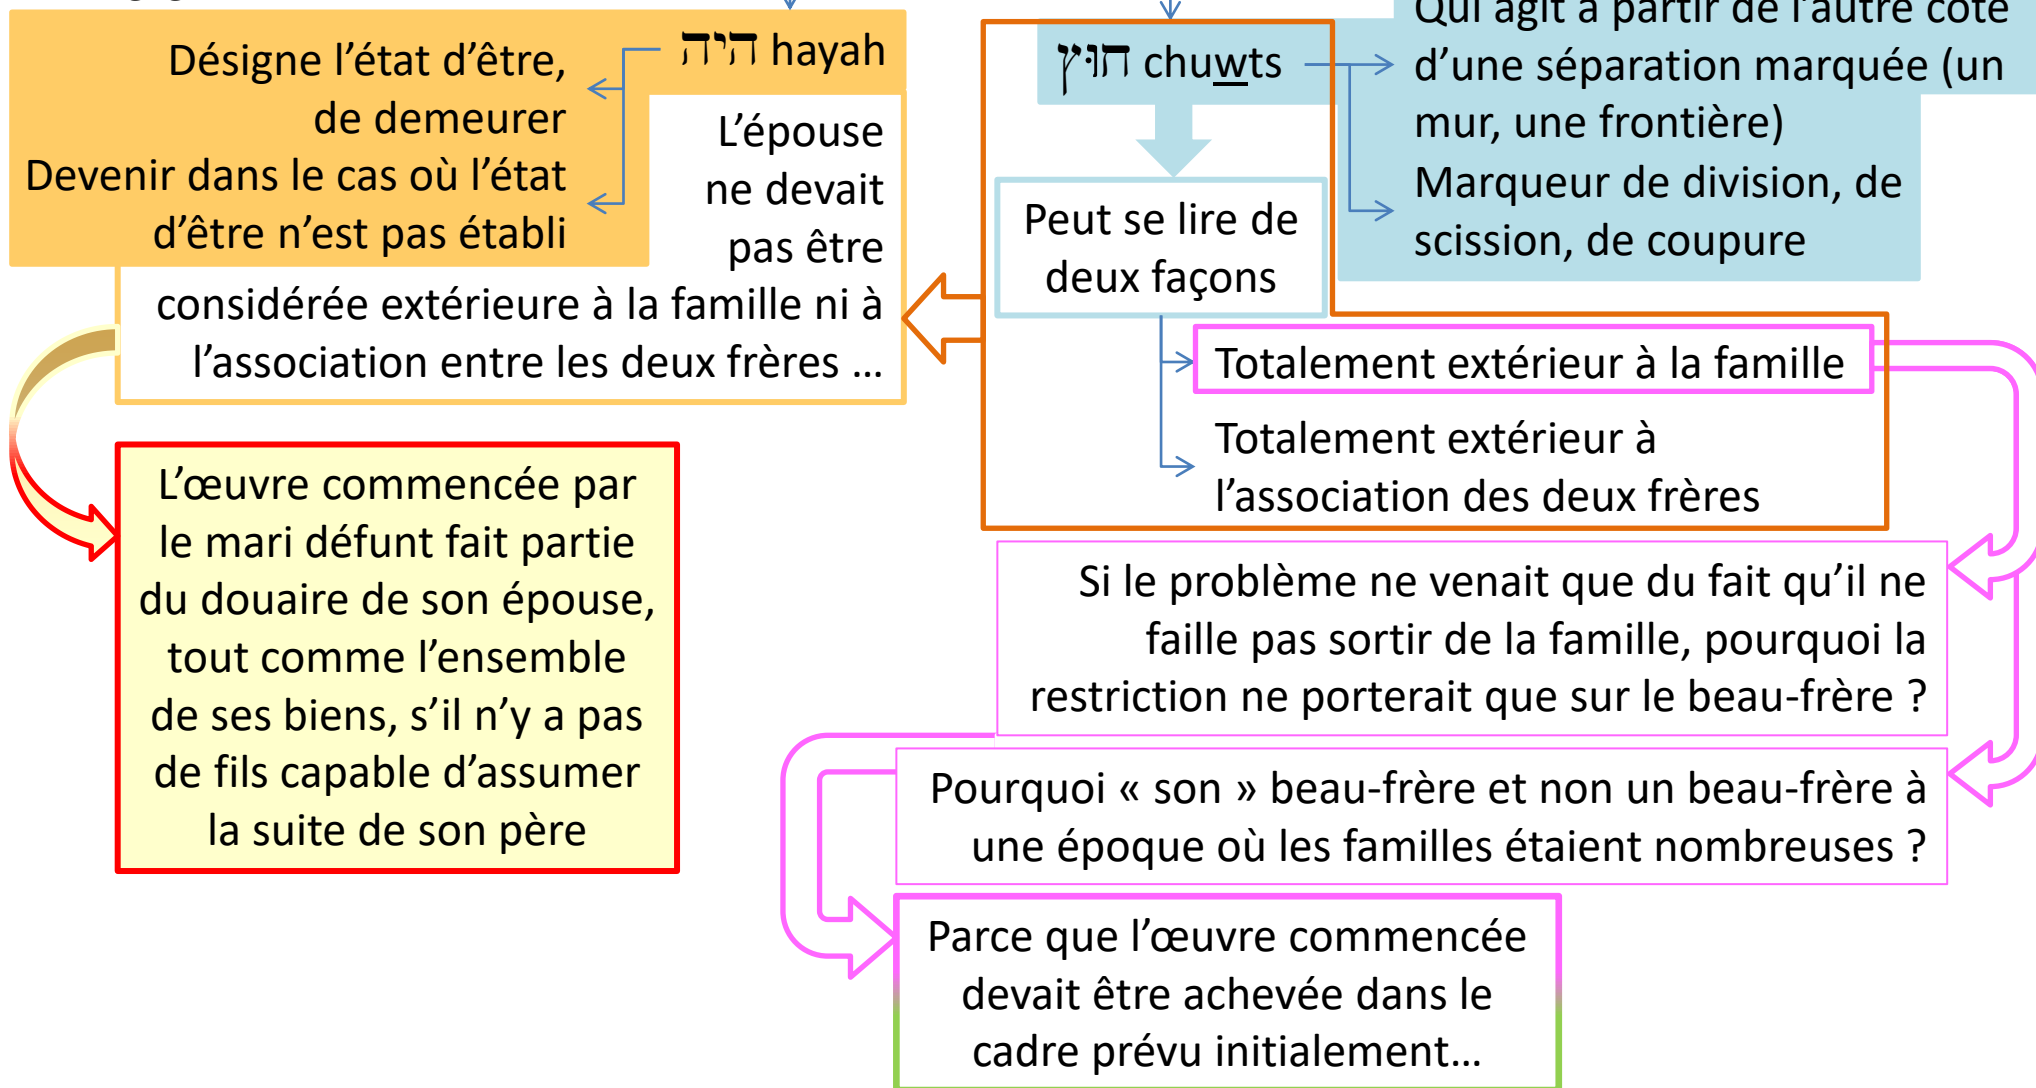 Désigne l’état d’être,
de demeurer
Devenir dans le cas où l’état
d’être n’est pas établi
היה hayah
L’épouse
ne devait
pas être
considérée extérieure à la famille ni à
l’association entre les deux frères ...
L’œuvre commencée par
le mari défunt fait partie
du douaire de son épouse,
tout comme l’ensemble
de ses biens, s’il n’y a pas
de fils capable d’assumer
la suite de son père
חוּץ chuwts
Qui agit à partir de l’autre côté
d’une séparation marquée (un
mur, une frontière)
Marqueur de division, de
scission, de coupure
Peut se lire de
deux façons
Totalement extérieur à la famille
Totalement extérieur à
l’association des deux frères
Si le problème ne venait que du fait qu’il ne
faille pas sortir de la famille, pourquoi la
restriction ne porterait que sur le beau-frère ?
Pourquoi « son » beau-frère et non un beau-frère à
une époque où les familles étaient nombreuses ?
Parce que l’œuvre commencée
devait être achevée dans le
cadre prévu initialement...